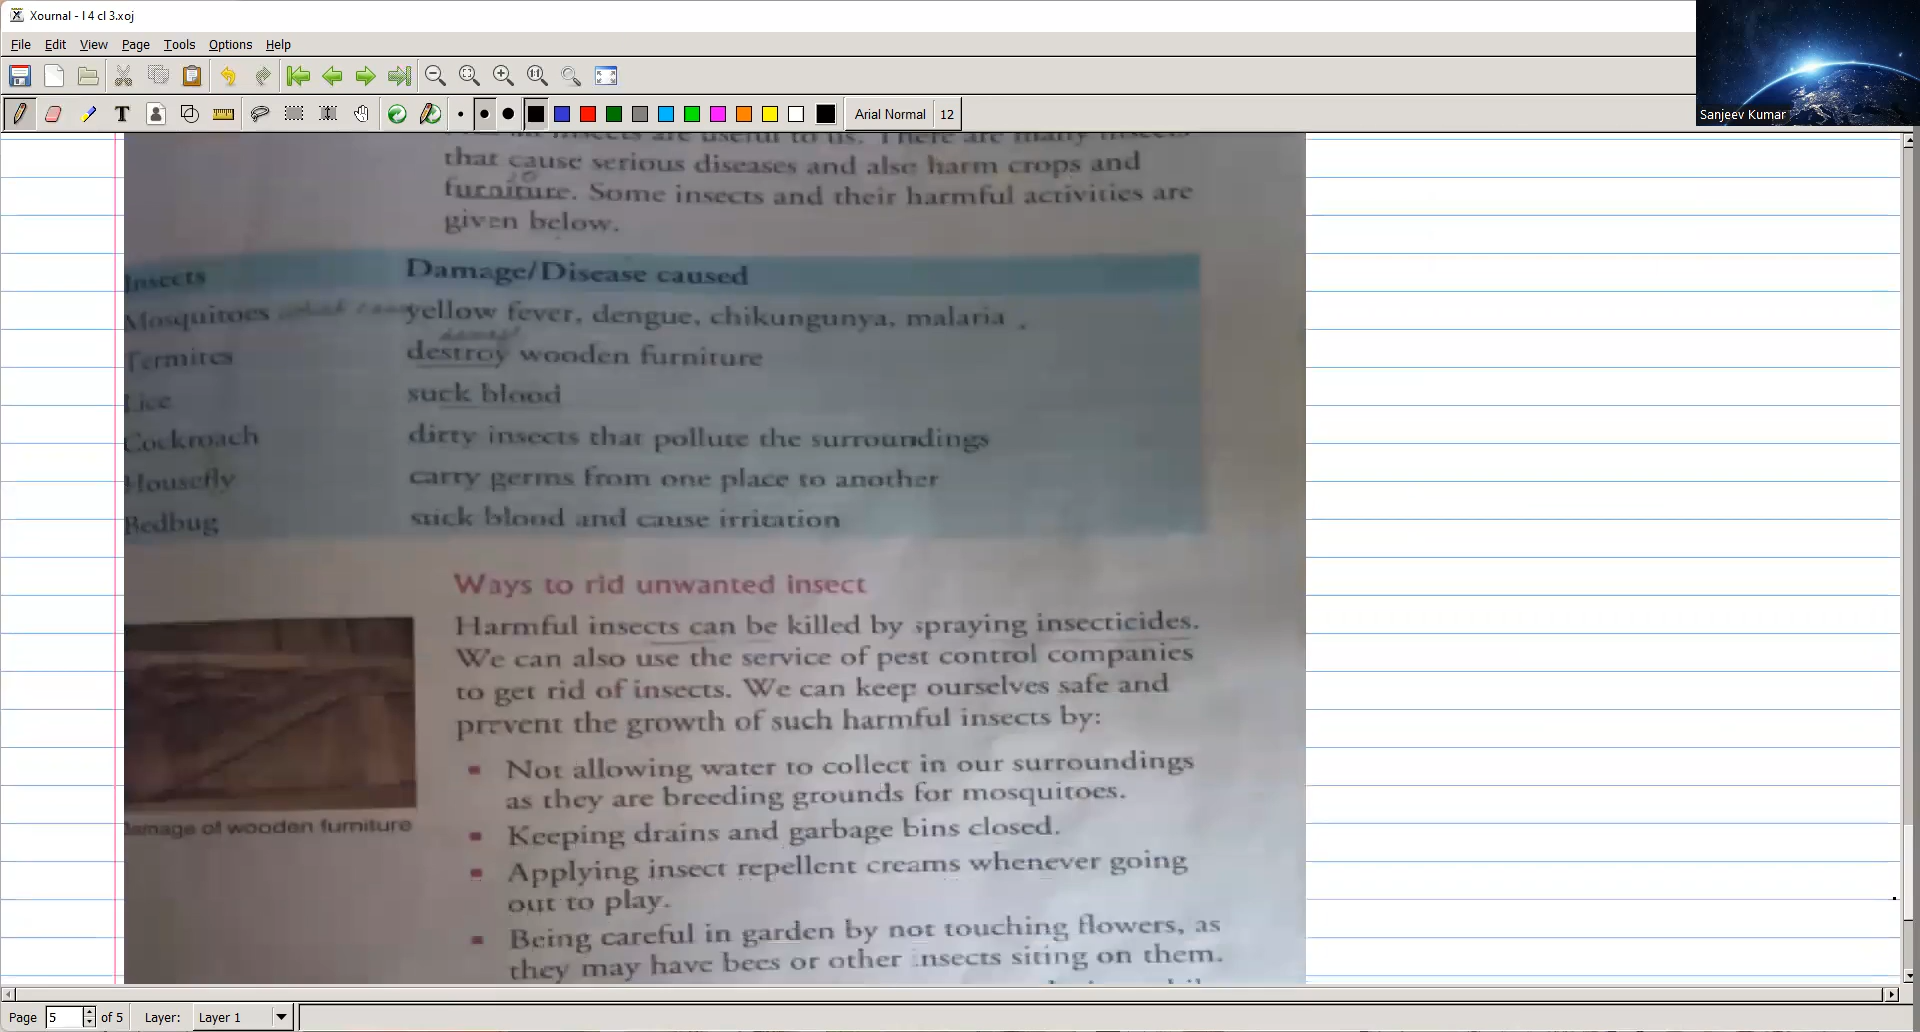 Xournal - l 4 cl 3.xoj
File Edit View Page Tools Options Help
Arial Normal 12
Sanjeev Kumar
insects are useful to us. There are many insects
that cause serious diseases and also harm crops and
furniture. Some insects and their harmful activities are
given below.
Insects Damage/Disease caused
Mosquitoes yellow fever, dengue, chikungunya, malaria
Termites destroy wooden furniture
Lice suck blood
Cockroach dirty insects that pollute the surroundings
Housefly carry germs from one place to another
Bedbug suck blood and cause irritation
Ways to rid unwanted insect
Harmful insects can be killed by spraying insecticides.
We can also use the service of pest control companies
to get rid of insects. We can keep ourselves safe and
prevent the growth of such harmful insects by:
Damage of wooden furniture
▪ Not allowing water to collect in our surroundings
as they are breeding grounds for mosquitoes.
▪ Keeping drains and garbage bins closed.
▪ Applying insect repellent creams whenever going
out to play.
▪ Being careful in garden by not touching flowers, as
they may have bees or other insects siting on them.
Page 5 of 5 Layer: Layer 1